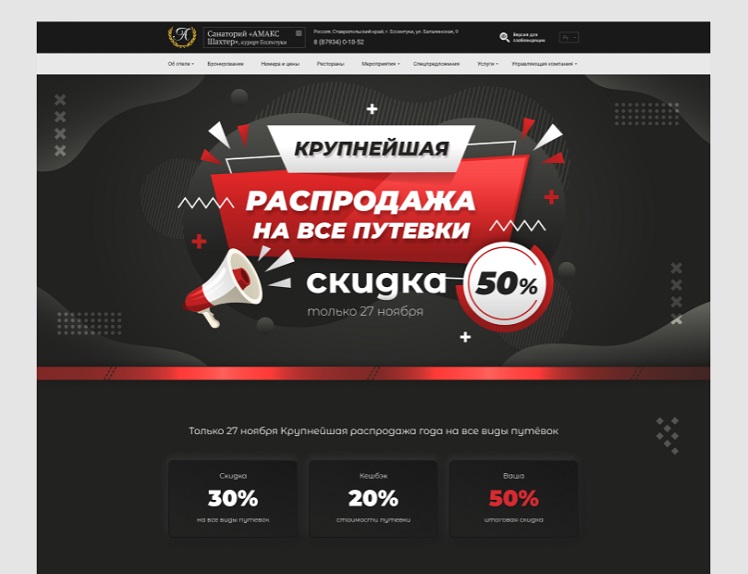 Санаторий «АМАКС
Шахтер», курорт Ессентуки
Россия, Ставропольский край, г. Ессентуки, ул. Баталинская, 9
8 (87934) 0-18-52
Версия для
слабовидящих
Ру
Об отеле
Бронирование
Номера и цены
Рестораны
Мероприятия
Спецпредложения
Услуги
Управляющая компания
КРУПНЕЙШАЯ
РАСПРОДАЖА
НА ВСЕ ПУТЕВКИ
скидка
50%
только 27 ноября
Только 27 ноября Крупнейшая распродажа года на все виды путёвок
Скидка
30%
на все виды путевок
Кешбэк
20%
стоимости путевки
Ваша
50%
итоговая скидка